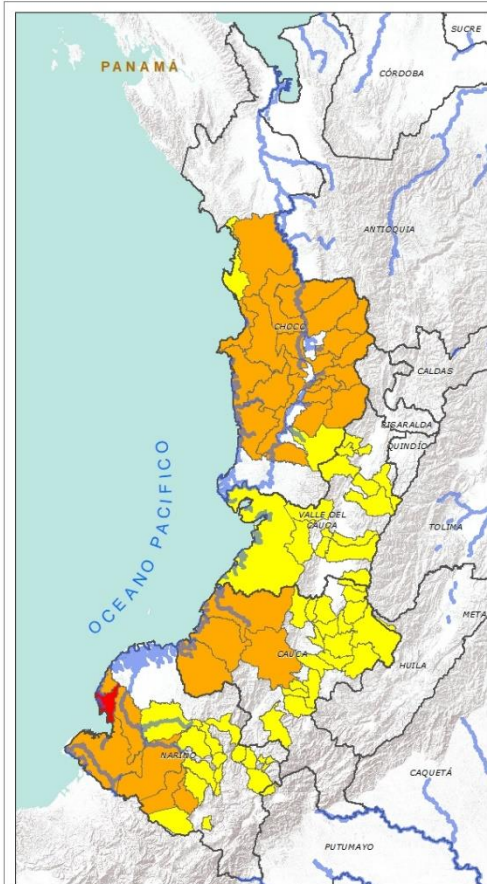 SUCRE
PANAMÁ
CÓRDOBA
ANTIOQUIA
CHOCÓ
CALDAS
RISARALDA
QUINDÍO
OCEANO PACÍFICO
VALLE DEL
CAUCA
TOLIMA
META
CAUCA
HUILA
NARIÑO
CAQUETÁ
PUTUMAYO